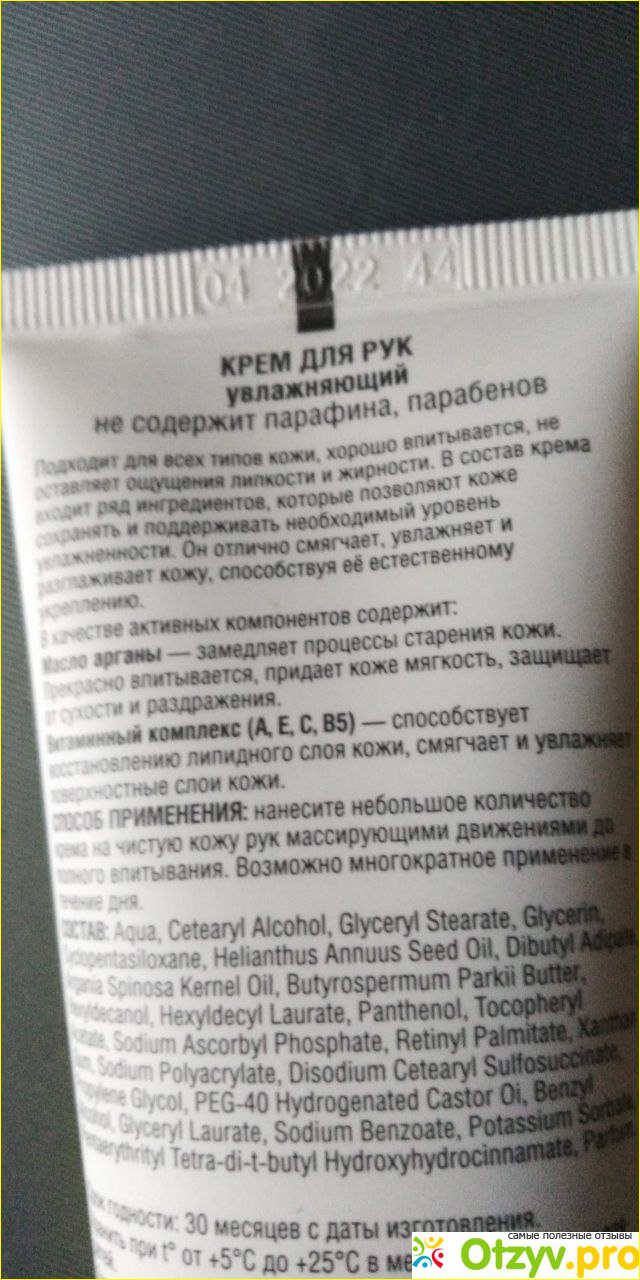 04 2022 44
КРЕМ ДЛЯ РУК
увлажняющий
не содержит парафина, парабенов
Подходит для всех типов кожи, хорошо впитывается, не
оставляет ощущения липкости и жирности. В состав крема
входит ряд ингредиентов, которые позволяют коже
сохранять и поддерживать необходимый уровень
увлажненности. Он отлично смягчает, увлажняет и
разглаживает кожу, способствуя её естественному
укреплению.
В качестве активных компонентов содержит:
Масло арганы — замедляет процессы старения кожи.
Прекрасно впитывается, придает коже мягкость, защищает
от сухости и раздражения.
Витаминный комплекс (А, Е, С, В5) — способствует
восстановлению липидного слоя кожи, смягчает и увлажняет
поверхностные слои кожи.
СПОСОБ ПРИМЕНЕНИЯ: нанесите небольшое количество
крема на чистую кожу рук массирующими движениями до
полного впитывания. Возможно многократное применение в
течение дня.
СОСТАВ: Aqua, Cetearyl Alcohol, Glyceryl Stearate, Glycerin,
Cyclopentasiloxane, Helianthus Annuus Seed Oil, Dibutyl Adipate,
Argania Spinosa Kernel Oil, Butyrospermum Parkii Butter,
Hexyldecanol, Hexyldecyl Laurate, Panthenol, Tocopheryl
Acetate, Sodium Ascorbyl Phosphate, Retinyl Palmitate, Xanthan
Gum, Sodium Polyacrylate, Disodium Cetearyl Sulfosuccinate,
Propylene Glycol, PEG-40 Hydrogenated Castor Oi, Benzyl
Alcohol, Glyceryl Laurate, Sodium Benzoate, Potassium Sorbate,
Pentaerythrityl Tetra-di-t-butyl Hydroxyhydrocinnamate, Parfum.
Срок годности: 30 месяцев с даты изготовления.
Хранить при t° от +5°С до +25°С в
самые полезные отзывы
Otzyv.pro